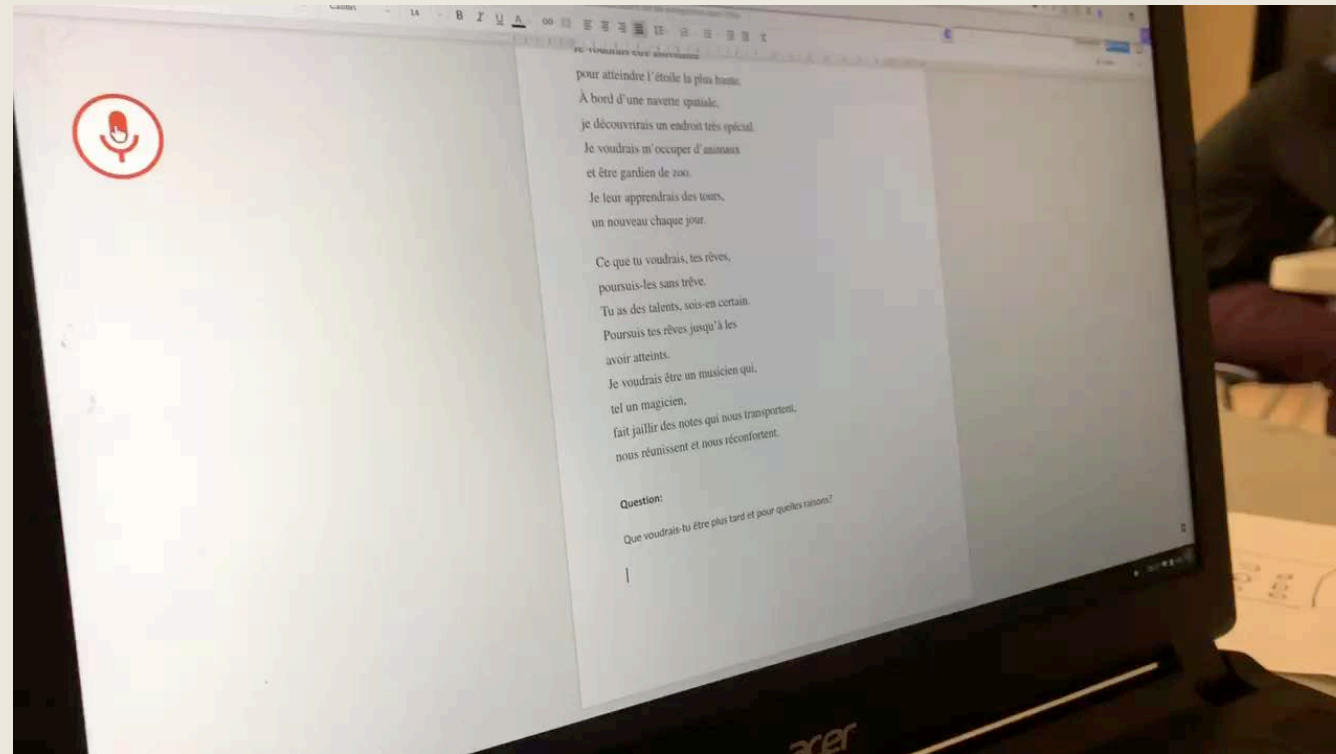 14
B I U A
pour atteindre l'étoile la plus haute.
À bord d'une navette spatiale,
je découvrirais un endroit très spécial.
Je voudrais m'occuper d'animaux
et être gardien de zoo.
Je leur apprendrais des tours,
un nouveau chaque jour.
Ce que tu voudrais, tes rêves,
poursuis-les sans trêve.
Tu as des talents, sois-en certain.
Poursuis tes rêves jusqu'à les
avoir atteints.
Je voudrais être un musicien qui,
tel un magicien,
fait jaillir des notes qui nous transportent,
nous réunissent et nous réconfortent.
Question:
Que voudrais-tu être plus tard et pour quelles raisons?
acer